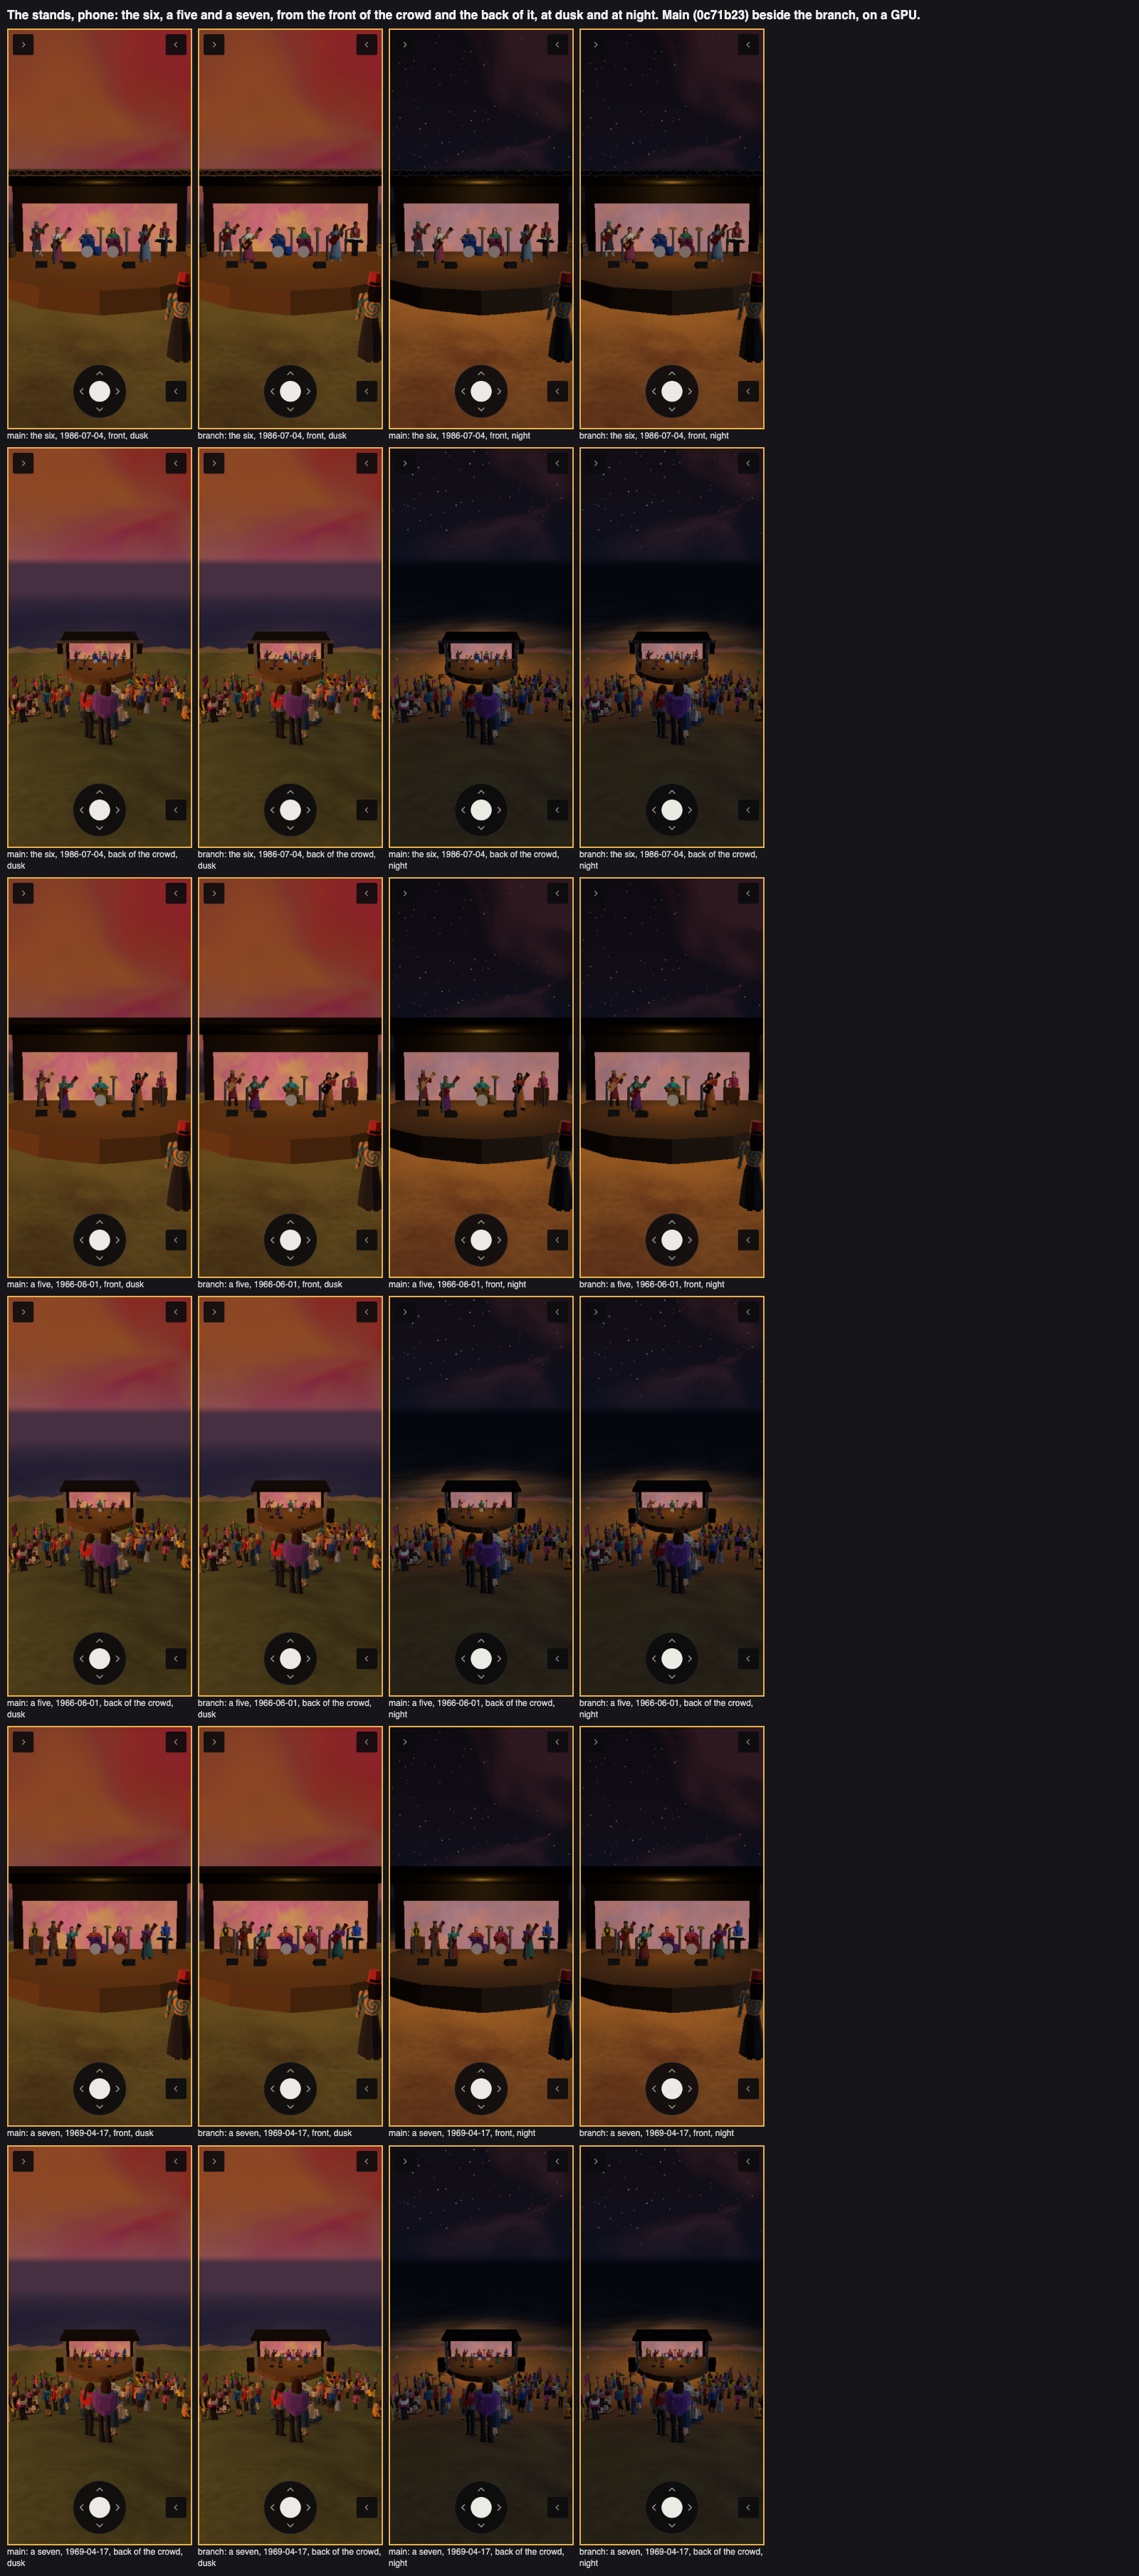 The stands, phone: the six, a five and a seven, from the front of the crowd and the back of it, at dusk and at night. Main (0c71b23) beside the branch, on a GPU.
main: the six, 1986-07-04, front, dusk
branch: the six, 1986-07-04, front, dusk
main: the six, 1986-07-04, front, night
branch: the six, 1986-07-04, front, night
main: the six, 1986-07-04, back of the crowd,
dusk
branch: the six, 1986-07-04, back of the crowd,
dusk
main: the six, 1986-07-04, back of the crowd,
night
branch: the six, 1986-07-04, back of the crowd,
night
main: a five, 1966-06-01, front, dusk
branch: a five, 1966-06-01, front, dusk
main: a five, 1966-06-01, front, night
branch: a five, 1966-06-01, front, night
main: a five, 1966-06-01, back of the crowd,
dusk
branch: a five, 1966-06-01, back of the crowd,
dusk
main: a five, 1966-06-01, back of the crowd,
night
branch: a five, 1966-06-01, back of the crowd,
night
main: a seven, 1969-04-17, front, dusk
branch: a seven, 1969-04-17, front, dusk
main: a seven, 1969-04-17, front, night
branch: a seven, 1969-04-17, front, night
main: a seven, 1969-04-17, back of the crowd,
dusk
branch: a seven, 1969-04-17, back of the crowd,
dusk
main: a seven, 1969-04-17, back of the crowd,
night
branch: a seven, 1969-04-17, back of the crowd,
night